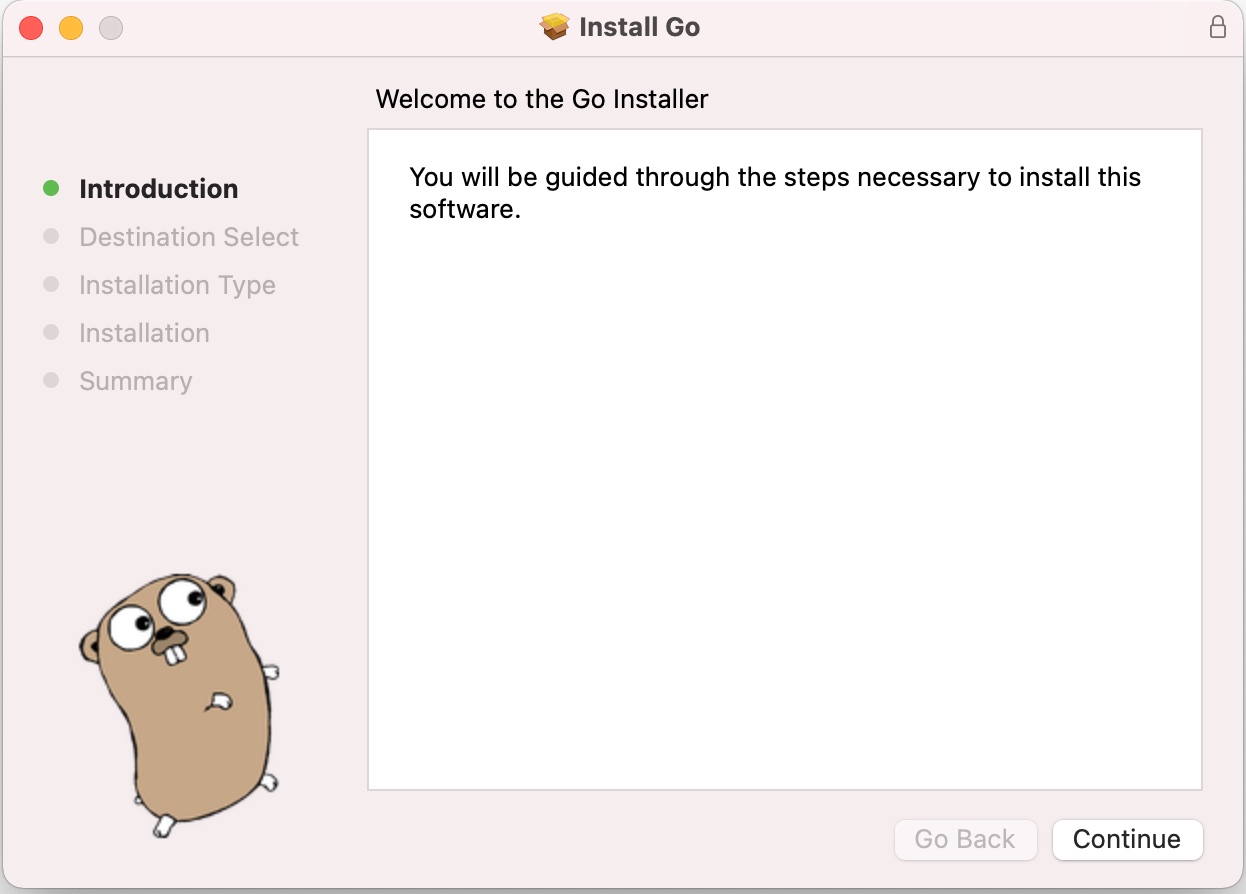 Install Go
Welcome to the Go Installer
Introduction
Destination Select
Installation Type
Installation
Summary
You will be guided through the steps necessary to install this
software.
Go Back
Continue